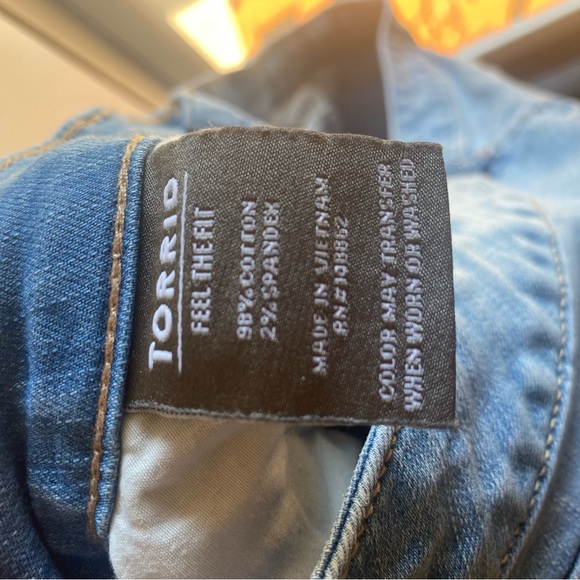 TORRID
FEEL THE FIT
98% COTTON
2% SPANDEX
MADE IN VIETNAM
RN#138862
COLOR MAY TRANSFER
WHEN WORN OR WASHED